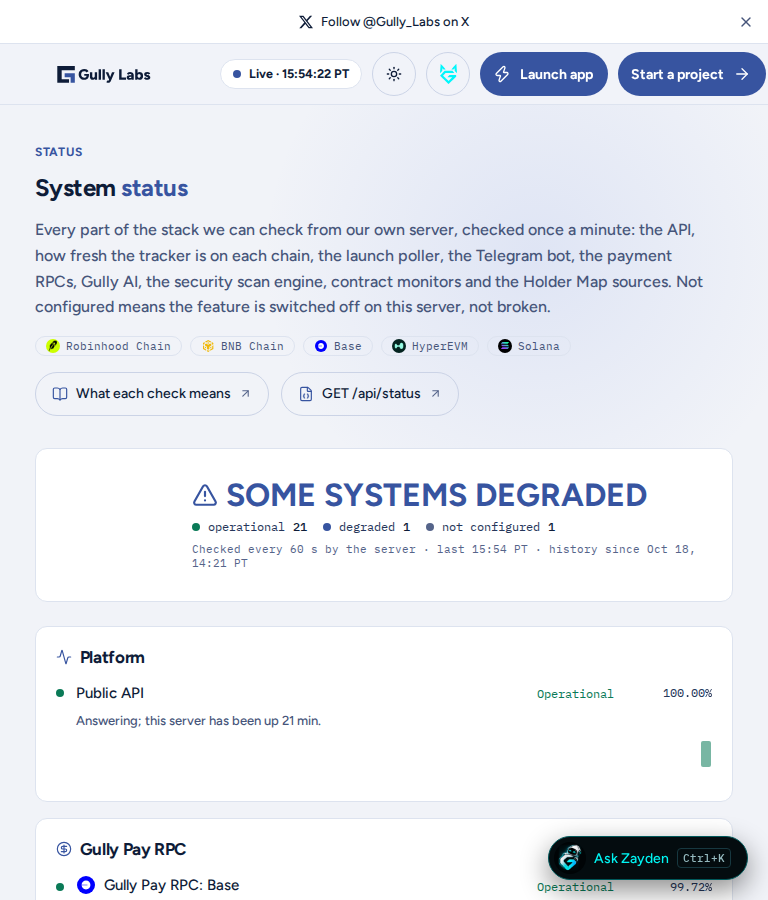 Follow @Gully_Labs on X
Gully Labs
Live · 15:54:22 PT
Launch app
Start a project
STATUS
System status
Every part of the stack we can check from our own server, checked once a minute: the API,
how fresh the tracker is on each chain, the launch poller, the Telegram bot, the payment
RPCs, Gully AI, the security scan engine, contract monitors and the Holder Map sources. Not
configured means the feature is switched off on this server, not broken.
Robinhood Chain
BNB Chain
Base
HyperEVM
Solana
What each check means
GET /api/status
SOME SYSTEMS DEGRADED
operational 21 degraded 1 not configured 1
Checked every 60 s by the server · last 15:54 PT · history since Oct 18,
14:21 PT
Platform
Public API Operational 100.00%
Answering; this server has been up 21 min.
Gully Pay RPC
Gully Pay RPC: Base Operational 99.72%
Ask Zayden Ctrl+K